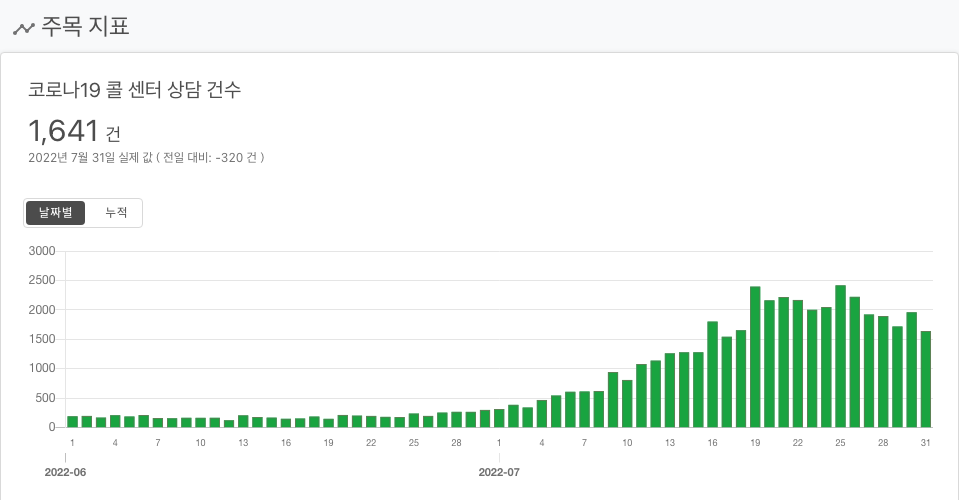 주목 지표
코로나19 콜 센터 상담 건수
1,641 건
2022년 7월 31일 실제 값 ( 전일 대비: -320 건 )
날짜별 누적
3000
2500
2000
1500
1000
500
0
1 4 7 10 13 16 19 22 25 28 1 4 7 10 13 16 19 22 25 28 31
2022-06 2022-07